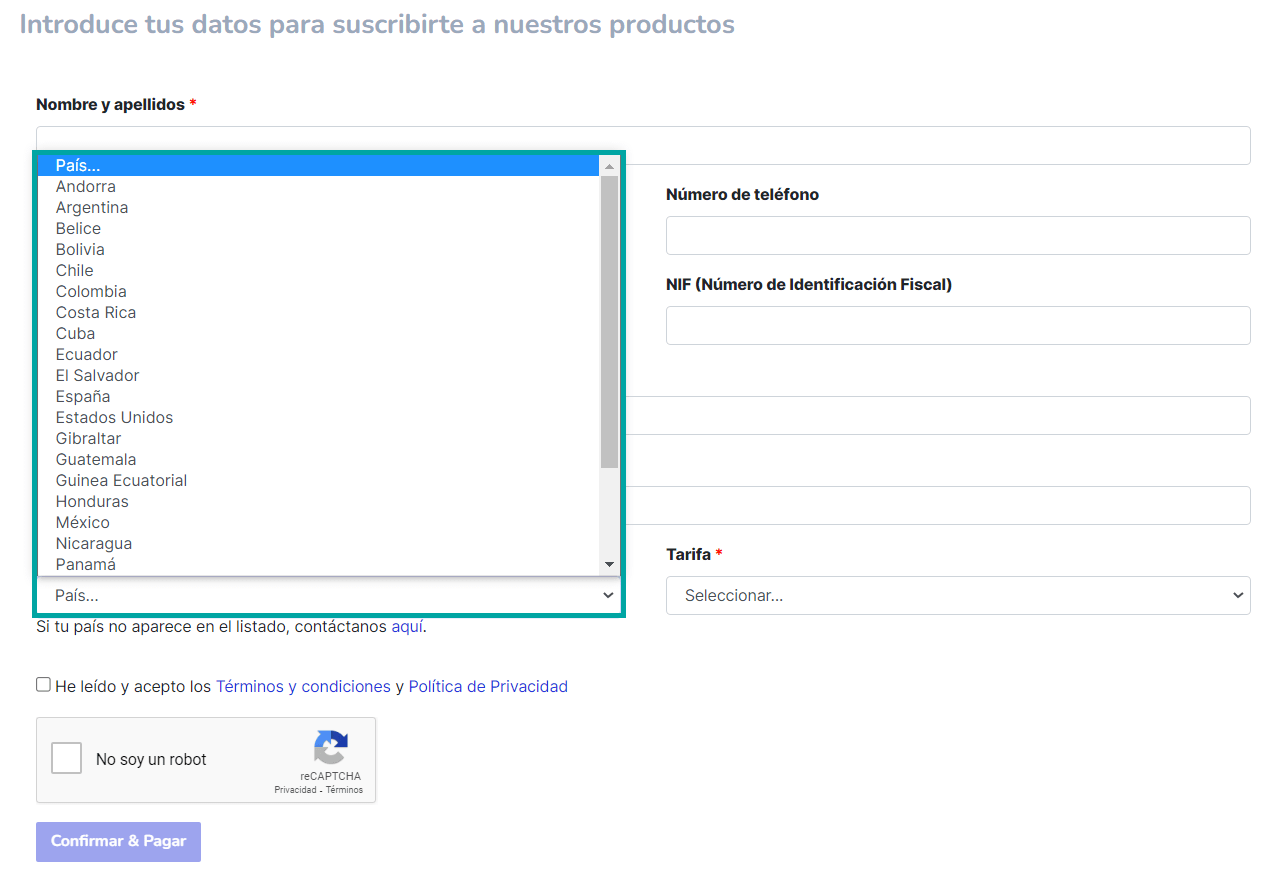 Introduce tus datos para suscribirte a nuestros productos
Nombre y apellidos *
País...
Andorra
Argentina
Belice
Bolivia
Chile
Colombia
Costa Rica
Cuba
Ecuador
El Salvador
España
Estados Unidos
Gibraltar
Guatemala
Guinea Ecuatorial
Honduras
México
Nicaragua
Panamá
País...
Número de teléfono
NIF (Número de Identificación Fiscal)
Tarifa *
Seleccionar...
Si tu país no aparece en el listado, contáctanos aquí.
He leído y acepto los Términos y condiciones y Política de Privacidad
No soy un robot
reCAPTCHA
Privacidad - Términos
Confirmar & Pagar